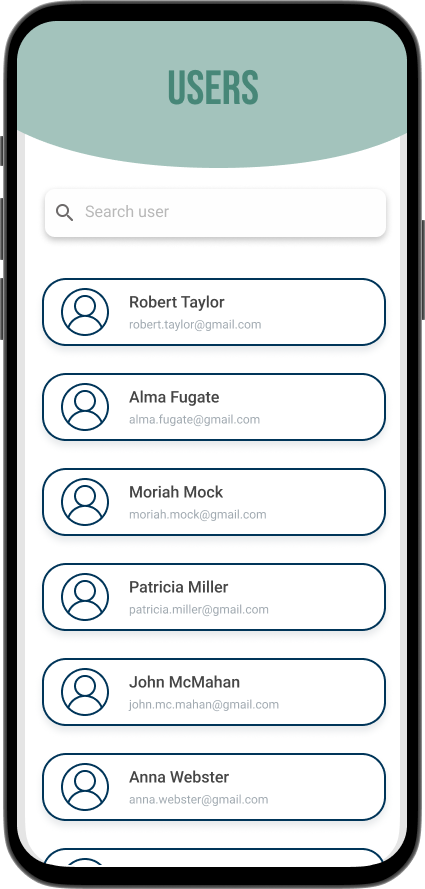 USERS
Search user
Robert Taylor
robert.taylor@gmail.com
Alma Fugate
alma.fugate@gmail.com
Moriah Mock
moriah.mock@gmail.com
Patricia Miller
patricia.miller@gmail.com
John McMahan
john.mc.mahan@gmail.com
Anna Webster
anna.webster@gmail.com